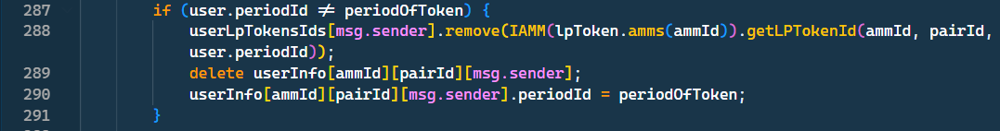 287 if (user.periodId ≠ periodOfToken) {
288 userLpTokensIds[msg.sender].remove(IAMM(lpToken.amms(ammId)).getLPTokenId(ammId, pairId,
user.periodId));
289 delete userInfo[ammId][pairId][msg.sender];
290 userInfo[ammId][pairId][msg.sender].periodId = periodOfToken;
291 }